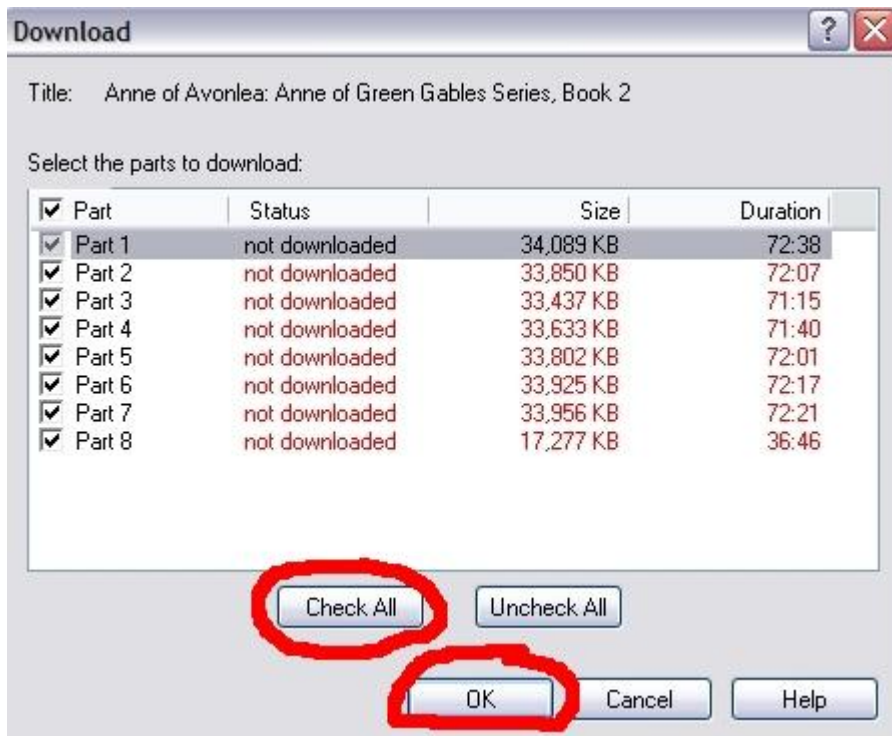 Download ?
Title: Anne of Avonlea: Anne of Green Gables Series, Book 2
Select the parts to download:
Part Status Size Duration
Part 1 not downloaded 34,089 KB 72:38
Part 2 not downloaded 33,850 KB 72:07
Part 3 not downloaded 33,437 KB 71:15
Part 4 not downloaded 33,633 KB 71:40
Part 5 not downloaded 33,802 KB 72:01
Part 6 not downloaded 33,925 KB 72:17
Part 7 not downloaded 33,956 KB 72:21
Part 8 not downloaded 17,277 KB 36:46
Check All Uncheck All
OK Cancel Help